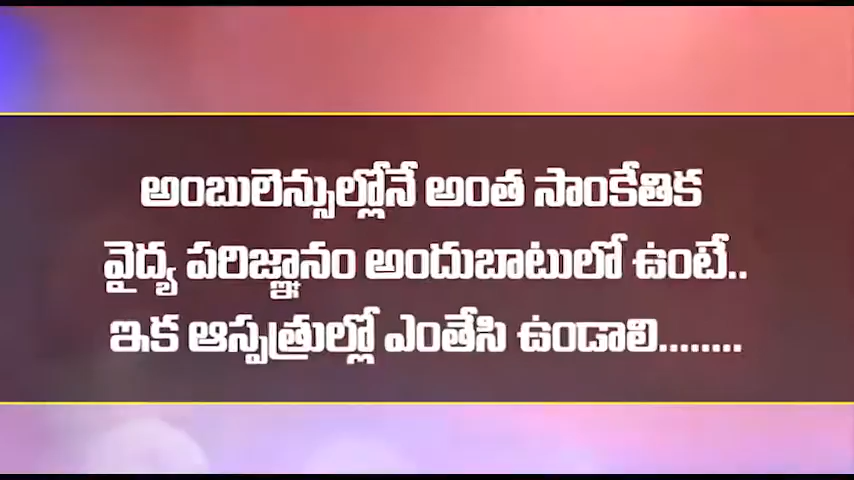 అంబులెన్సుల్లోనే అంత సాంకేతిక
వైద్య పరిజ్ఞానం అందుబాటులో ఉంటే..
ఇక ఆస్పత్రుల్లో ఎంతేసి ఉండాలి........